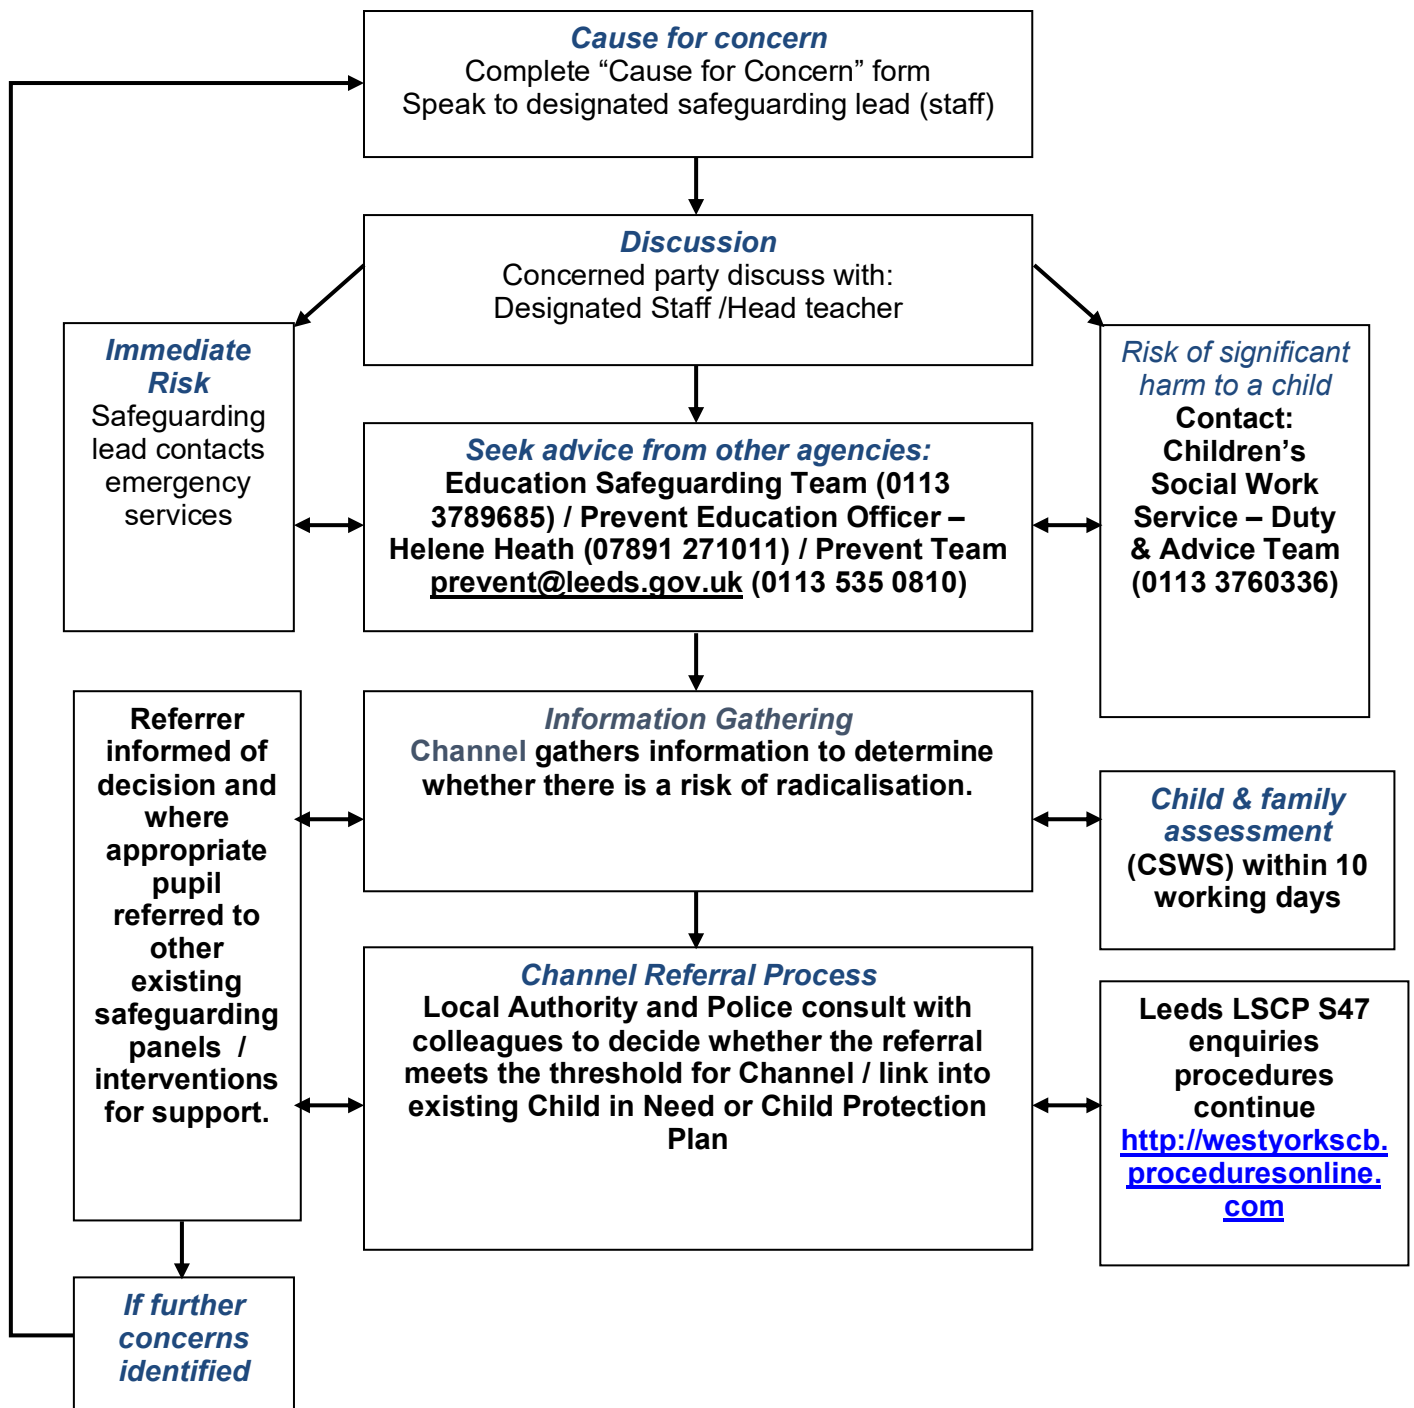 Cause for concern
Complete “Cause for Concern” form
Speak to designated safeguarding lead (staff)
Discussion
Concerned party discuss with:
Designated Staff /Head teacher
Immediate
Risk
Safeguarding
lead contacts
emergency
services
Seek advice from other agencies:
Education Safeguarding Team (0113
3789685) / Prevent Education Officer –
Helene Heath (07891 271011) / Prevent Team
prevent@leeds.gov.uk (0113 535 0810)
Risk of significant
harm to a child
Contact:
Children’s
Social Work
Service – Duty
& Advice Team
(0113 3760336)
Referrer
informed of
decision and
where
appropriate
pupil
referred to
other
existing
safeguarding
panels  /
interventions
for support.
Information Gathering
Channel gathers information to determine
whether there is a risk of radicalisation.
Child & family
assessment
(CSWS) within 10
working days
Channel Referral Process
Local Authority and Police consult with
colleagues to decide whether the referral
meets the threshold for Channel / link into
existing Child in Need or Child Protection
Plan
Leeds LSCP S47
enquiries
procedures
continue
http://westyorkscb.
proceduresonline.
com
If further
concerns
identified